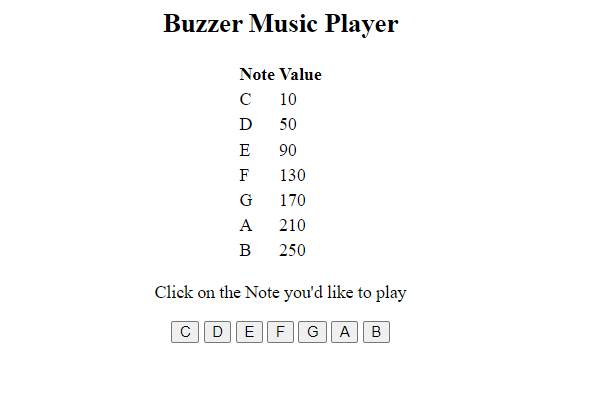 Buzzer Music Player
Note Value
C 10
D 50
E 90
F 130
G 170
A 210
B 250
Click on the Note you'd like to play
C D E F G A B